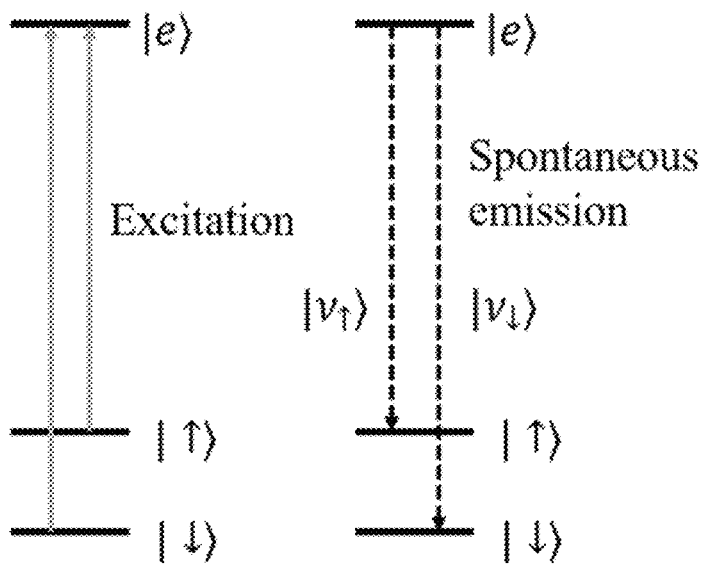 |e⟩
|e⟩
Excitation
Spontaneous
emission
|ν↑⟩
|ν↓⟩
| ↑⟩
| ↑⟩
| ↓⟩
| ↓⟩